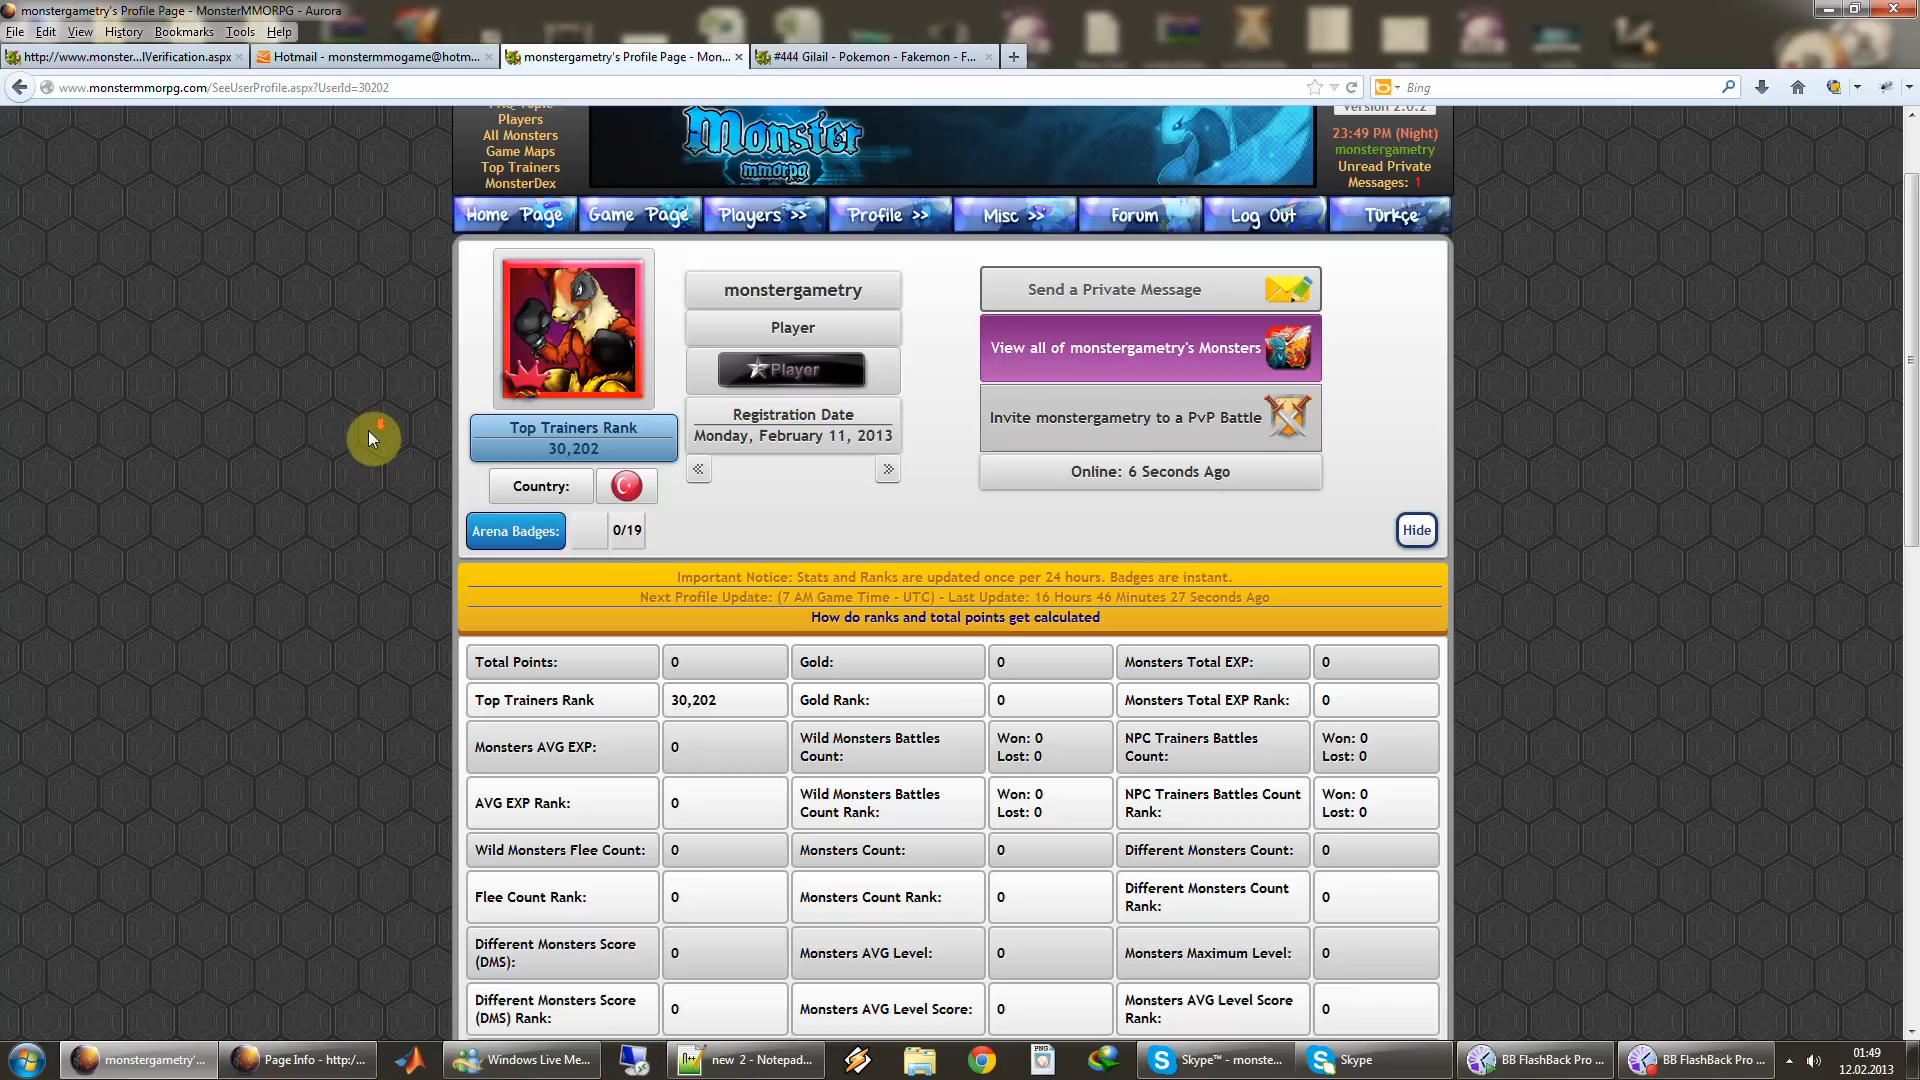 monstergametry's Profile Page - MonsterMMORPG - Aurora
File Edit View History Bookmarks Tools Help
http://www.monster...lVerification.aspx
Hotmail - monstermmogame@hotm...
monstergametry's Profile Page - Mon...
#444 Gilail - Pokemon - Fakemon - F...
www.monstermmorpg.com/SeeUserProfile.aspx?UserId=30202
Bing
FAQ Topic
Players
All Monsters
Game Maps
Top Trainers
MonsterDex
Monster
mmorpg
Version 2.0.2
23:49 PM (Night)
monstergametry
Unread Private
Messages: 1
Home Page
Game Page
Players >>
Profile >>
Misc >>
Forum
Log Out
Türkçe
monstergametry
Player
Player
Registration Date
Monday, February 11, 2013
«
»
Send a Private Message
View all of monstergametry's Monsters
Invite monstergametry to a PvP Battle
Online: 6 Seconds Ago
Top Trainers Rank
30,202
Country:
Arena Badges: 0/19
Hide
Important Notice: Stats and Ranks are updated once per 24 hours. Badges are instant.
Next Profile Update: (7 AM Game Time - UTC) - Last Update: 16 Hours 46 Minutes 27 Seconds Ago
How do ranks and total points get calculated
Total Points: 0 Gold: 0 Monsters Total EXP: 0
Top Trainers Rank 30,202 Gold Rank: 0 Monsters Total EXP Rank: 0
Monsters AVG EXP: 0
Wild Monsters Battles
Count:
Won: 0
Lost: 0
NPC Trainers Battles
Count:
Won: 0
Lost: 0
AVG EXP Rank: 0
Wild Monsters Battles
Count Rank:
Won: 0
Lost: 0
NPC Trainers Battles Count
Rank:
Won: 0
Lost: 0
Wild Monsters Flee Count: 0 Monsters Count: 0 Different Monsters Count: 0
Flee Count Rank: 0 Monsters Count Rank: 0
Different Monsters Count
Rank:
0
Different Monsters Score
(DMS):
0
Monsters AVG Level: 0 Monsters Maximum Level: 0
Different Monsters Score
(DMS) Rank:
0
Monsters AVG Level Score: 0
Monsters AVG Level Score
Rank:
0
monstergametry'...
Page Info - http:/...
Windows Live Me...
new 2 - Notepad...
PNG
Skype™ - monste...
Skype
BB FlashBack Pro ...
BB FlashBack Pro ...
01:49
12.02.2013